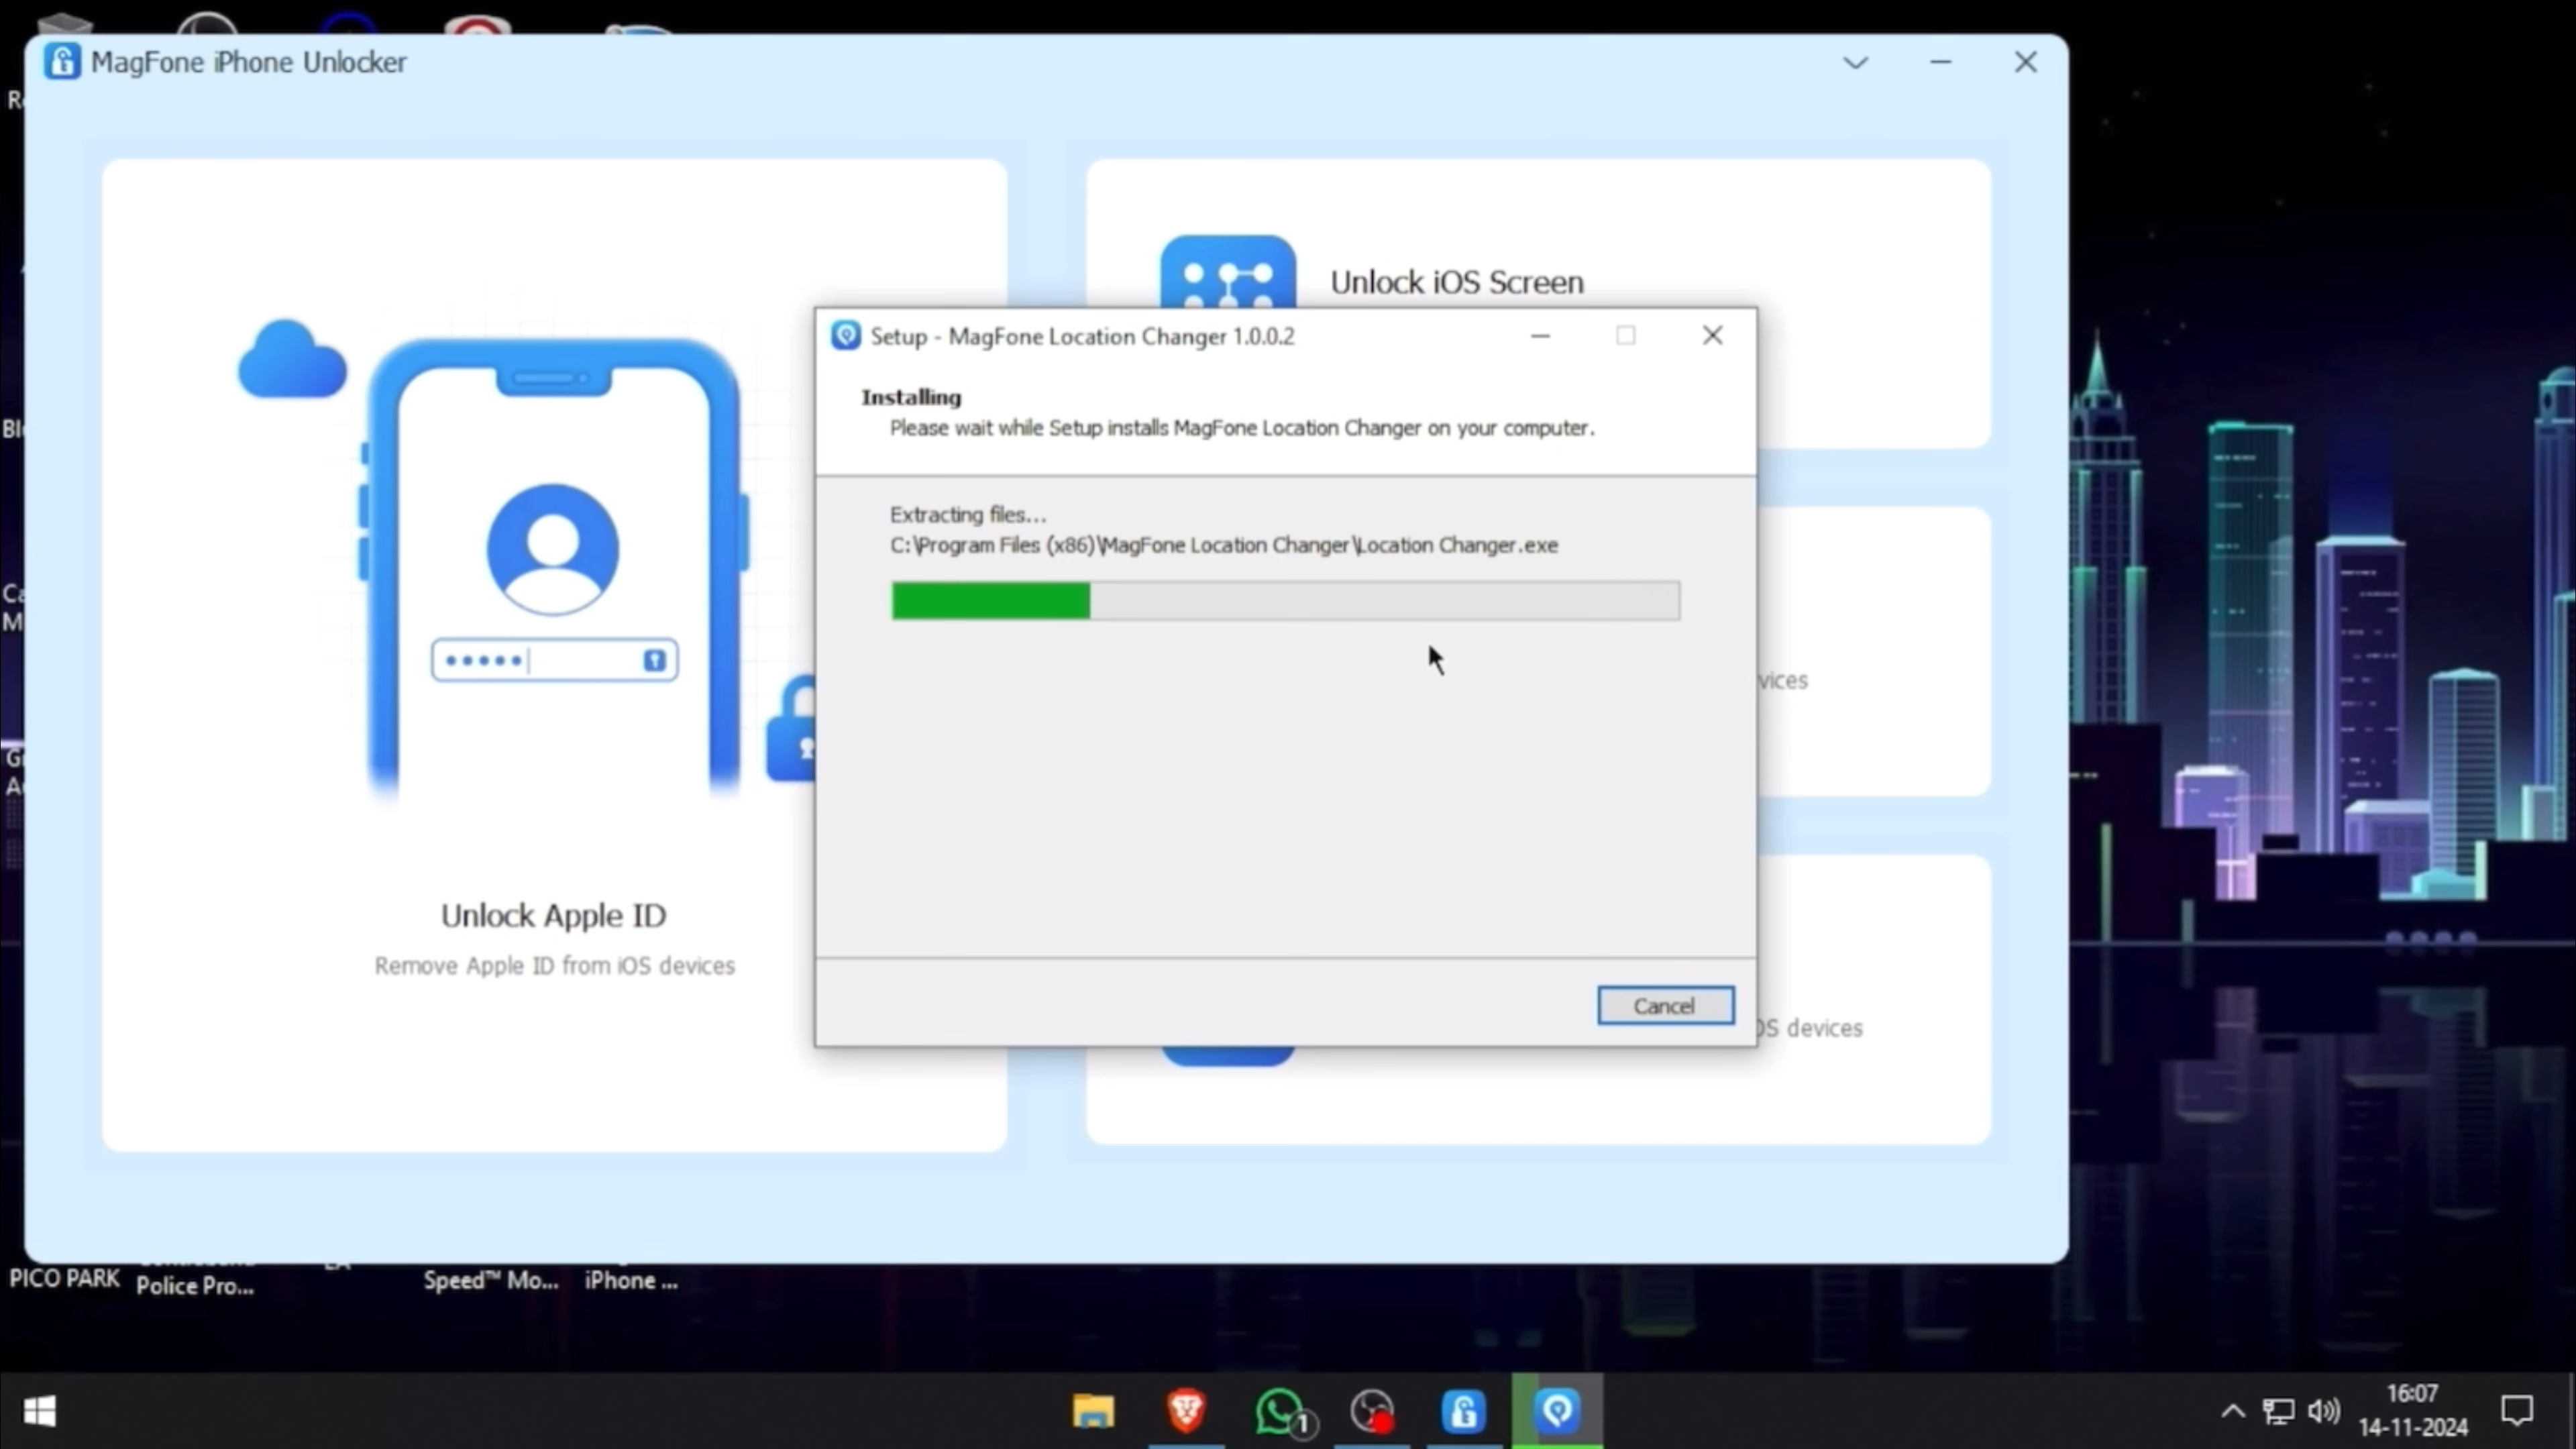 MagFone iPhone Unlocker
Unlock iOS Screen
Setup - MagFone Location Changer 1.0.0.2
Installing
Please wait while Setup installs MagFone Location Changer on your computer.
Extracting files...
C:\Program Files (x86)\MagFone Location Changer\Location Changer.exe
Cancel
Unlock Apple ID
Remove Apple ID from iOS devices
vices
OS devices
PICO PARK
Police Pro...
Speed™ Mo...
iPhone ...
1
16:07
14-11-2024